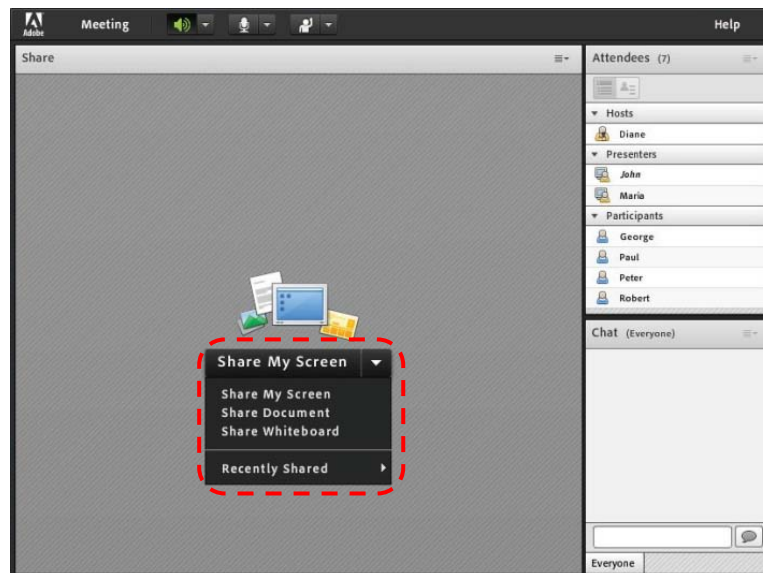 Adobe
Meeting
Help
Share
Attendees (7)
Hosts
Diane
Presenters
John
Maria
Participants
George
Paul
Peter
Robert
Share My Screen
Share My Screen
Share Document
Share Whiteboard
Recently Shared
Chat (Everyone)
Everyone